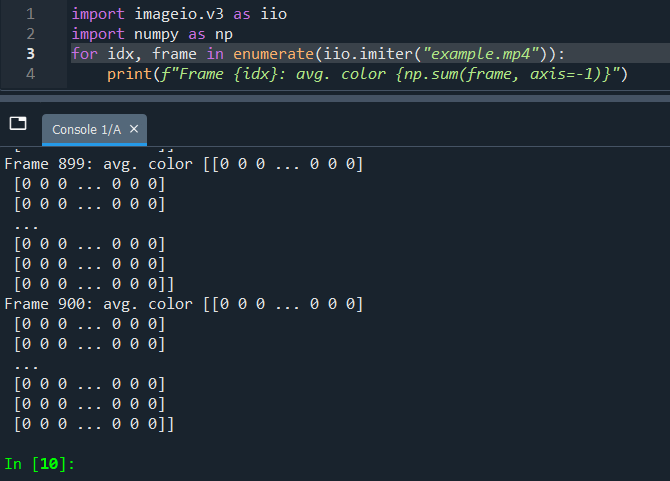 1 import imageio.v3 as iio
2 import numpy as np
3 for idx, frame in enumerate(iio.imiter("example.mp4")):
4     print(f"Frame {idx}: avg. color {np.sum(frame, axis=-1)}")
Console 1/A ×
Frame 899: avg. color [[0 0 0 ... 0 0 0]
 [0 0 0 ... 0 0 0]
 [0 0 0 ... 0 0 0]
 ...
 [0 0 0 ... 0 0 0]
 [0 0 0 ... 0 0 0]
 [0 0 0 ... 0 0 0]]
Frame 900: avg. color [[0 0 0 ... 0 0 0]
 [0 0 0 ... 0 0 0]
 [0 0 0 ... 0 0 0]
 ...
 [0 0 0 ... 0 0 0]
 [0 0 0 ... 0 0 0]
 [0 0 0 ... 0 0 0]]
In [10]: